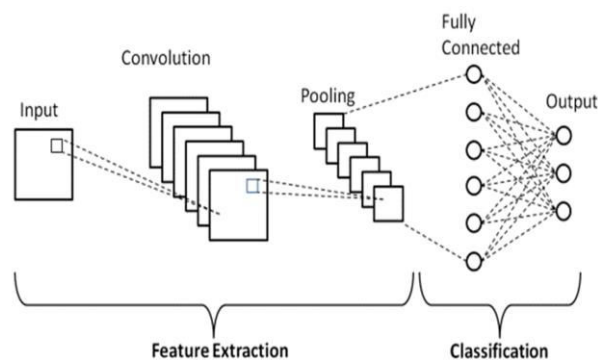 Fully
Connected
Convolution
Pooling
Input
Output
Feature Extraction
Classification